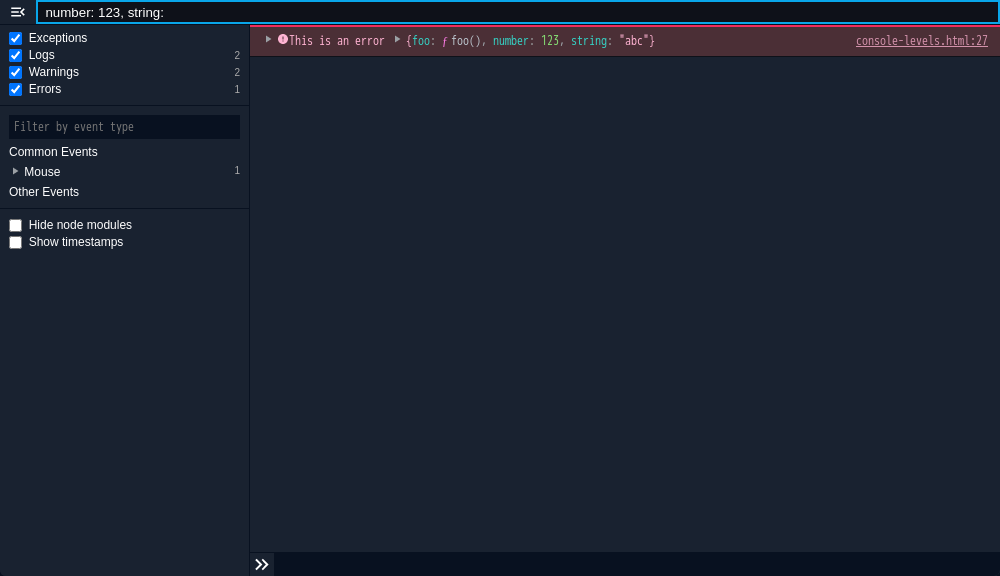 number: 123, string:
Exceptions
Logs 2
Warnings 2
Errors 1
Filter by event type
Common Events
Mouse 1
Other Events
Hide node modules
Show timestamps
This is an error {foo: ƒ foo(), number: 123, string: "abc"} console-levels.html:27